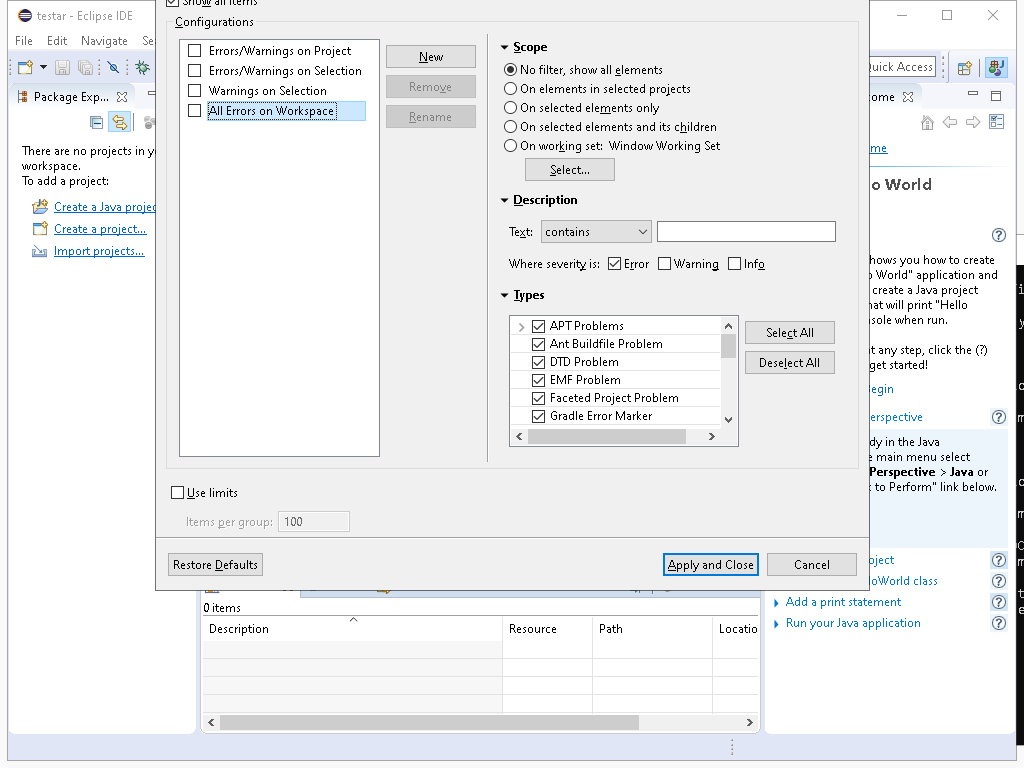 testar - Eclipse IDE
Show all items
File Edit Navigate
Configurations
Errors/Warnings on Project
Errors/Warnings on Selection
Warnings on Selection
All Errors on Workspace
New
Remove
Rename
Scope
No filter, show all elements
On elements in selected projects
On selected elements only
On selected elements and its children
On working set: Window Working Set
Select...
Description
Text: contains
Where severity is: Error Warning Info
Types
APT Problems
Ant Buildfile Problem
DTD Problem
EMF Problem
Faceted Project Problem
Gradle Error Marker
Select All
Deselect All
Use limits
Items per group: 100
Restore Defaults
Apply and Close
Cancel
Quick Access
Package Exp...
There are no projects in
workspace.
To add a project:
Create a Java
Create a project...
Import projects...
o World
hows you how to create
o World" application and
create a Java project
hat will print "Hello
sole when run.
t any step, click the (?)
get started!
egin
erspective
dy in the Java
e main menu select
Perspective > Java or
to Perform" link below.
oject
oWorld class
Add a print statement
Run your Java application
0 items
Description Resource Path Locatio